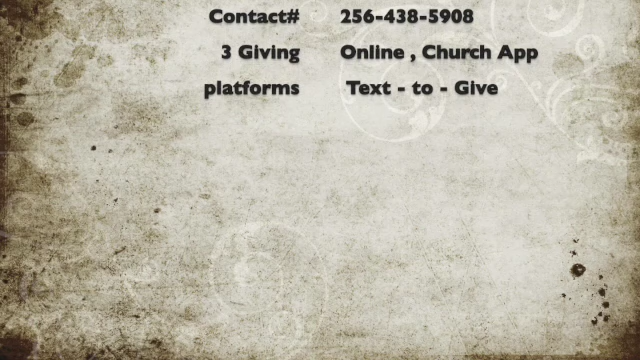 Contact# 256-438-5908
3 Giving Online , Church App
platforms Text - to - Give